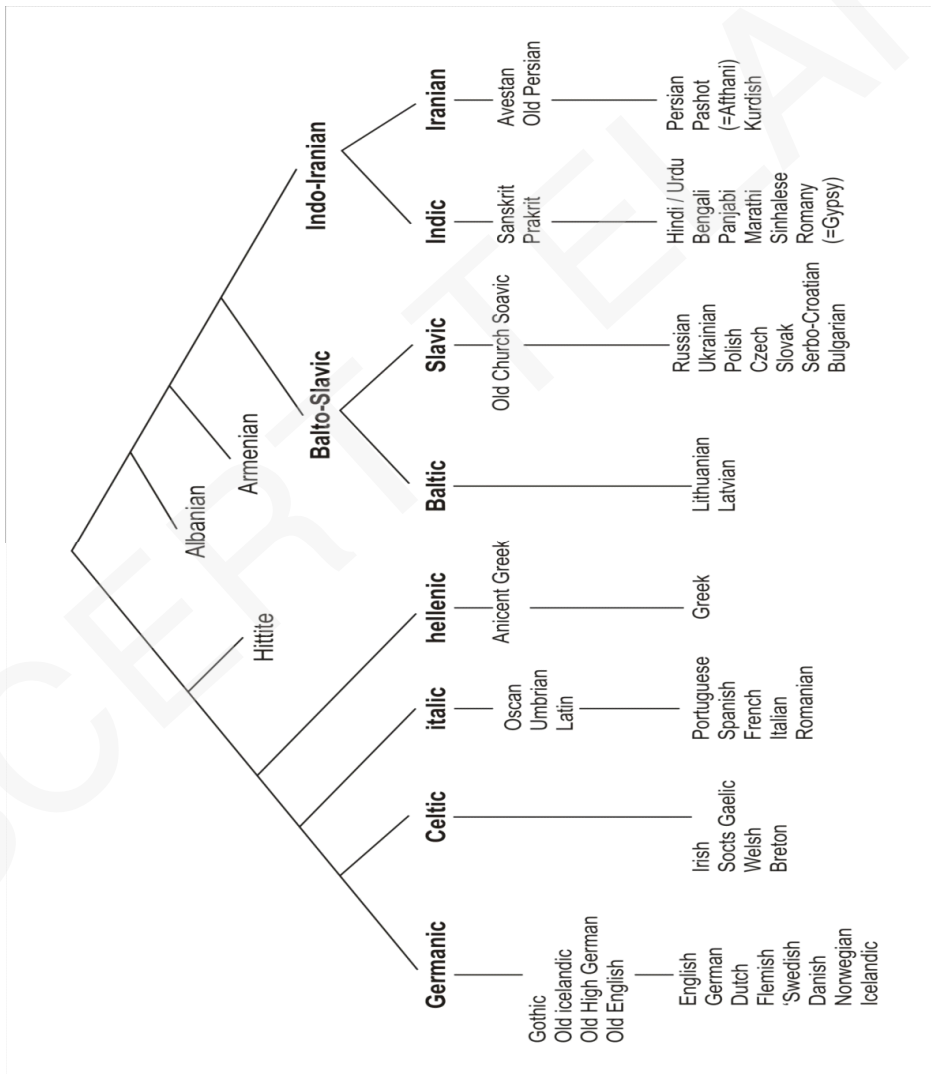 Albanian
Armenian
Hittite
Indo-Iranian
Balto-Slavic
Germanic
Celtic
italic
hellenic
Baltic
Slavic
Indic
Iranian
Gothic
Old icelandic
Old High German
Old English
Oscan
Umbrian
Latin
Anicent Greek
Old Church Soavic
Sanskrit
Prakrit
Avestan
Old Persian
English
German
Dutch
Flemish
'Swedish
Danish
Norwegian
Icelandic
Irish
Socts Gaelic
Welsh
Breton
Portuguese
Spanish
French
Italian
Romanian
Greek
Lithuanian
Latvian
Russian
Ukrainian
Polish
Czech
Slovak
Serbo-Croatian
Bulgarian
Hindi / Urdu
Bengali
Panjabi
Marathi
Sinhalese
Romany
(=Gypsy)
Persian
Pashot
(=Afthani)
Kurdish